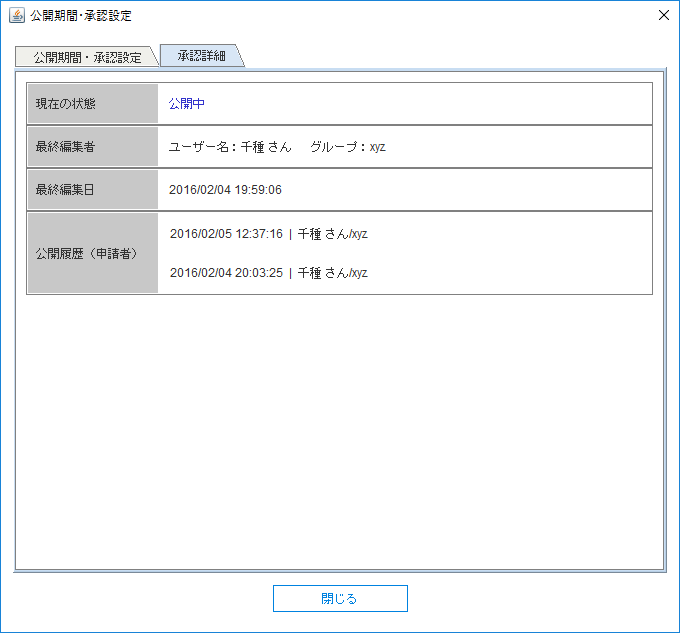 公開期間･承認設定
公開期間・承認設定
承認詳細
現在の状態
公開中
最終編集者
ユーザー名：千種 さん グループ：xyz
最終編集日
2016/02/04 19:59:06
公開履歴（申請者）
2016/02/05 12:37:16 | 千種 さん/xyz
2016/02/04 20:03:25 | 千種 さん/xyz
閉じる